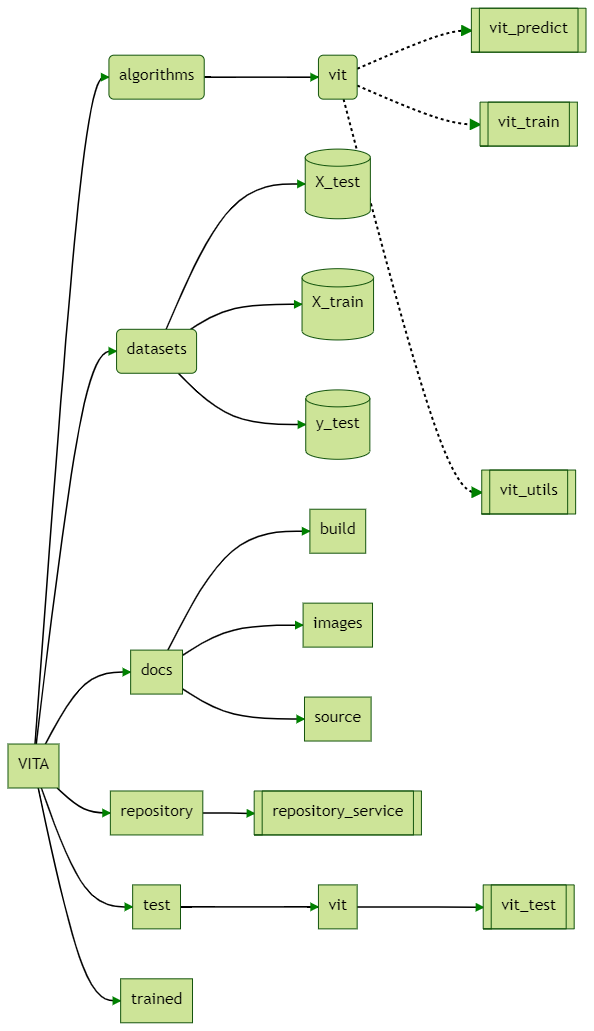 vit_predict
algorithms
vit
vit_train
X_test
X_train
datasets
y_test
vit_utils
build
images
docs
source
VITA
repository
repository_service
test
vit
vit_test
trained